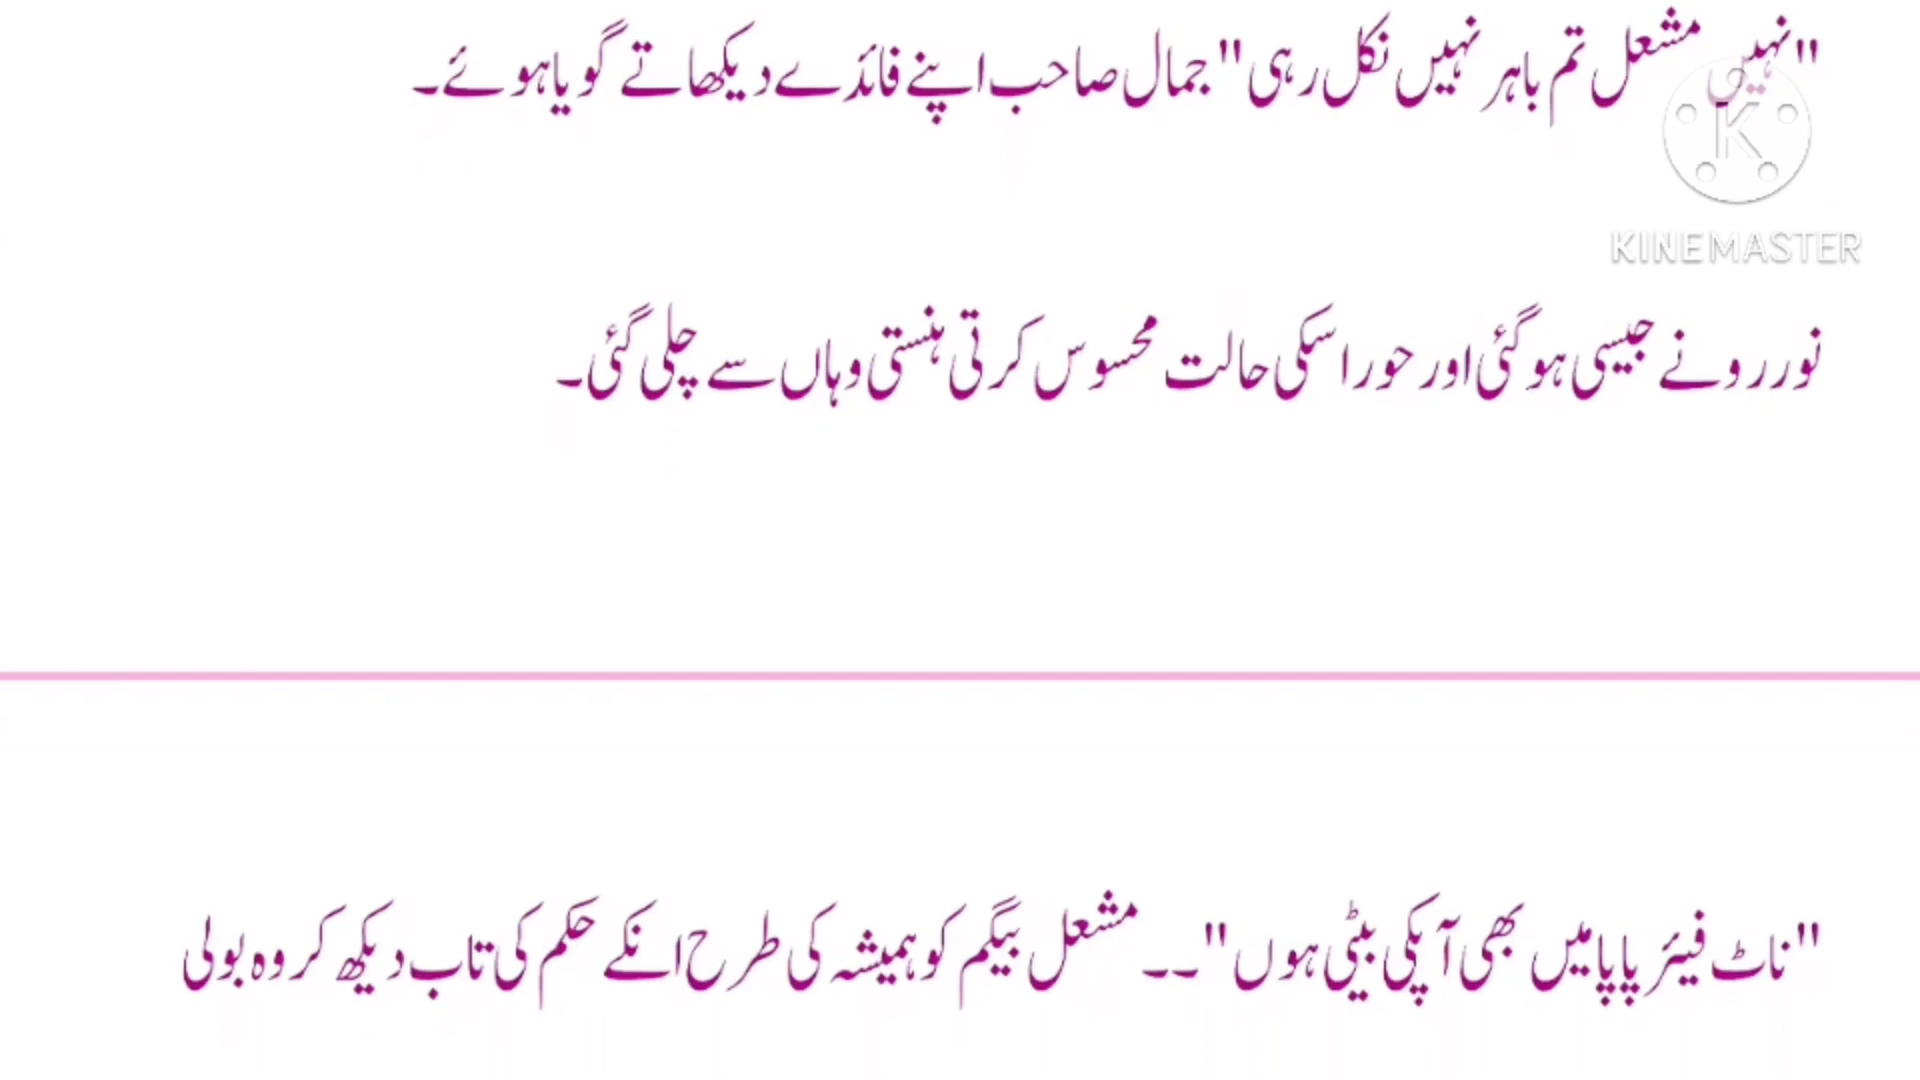 "نہیں مشعل تم باہر نہیں نکل رہی" جمال صاحب اپنے فائدے دیکھاتے گویا ہوئے۔
KINEMASTER
نور رونے جیسی ہوگئی اور حور اسکی حالت محسوس کرتی ہنستی وہاں سے چلی گئی۔
"ناٹ فیئر پاپا میں بھی آپکی بیٹی ہوں"۔۔ مشعل بیگم کو ہمیشہ کی طرح انکے حکم کی تاب دیکھ کر وہ بولی